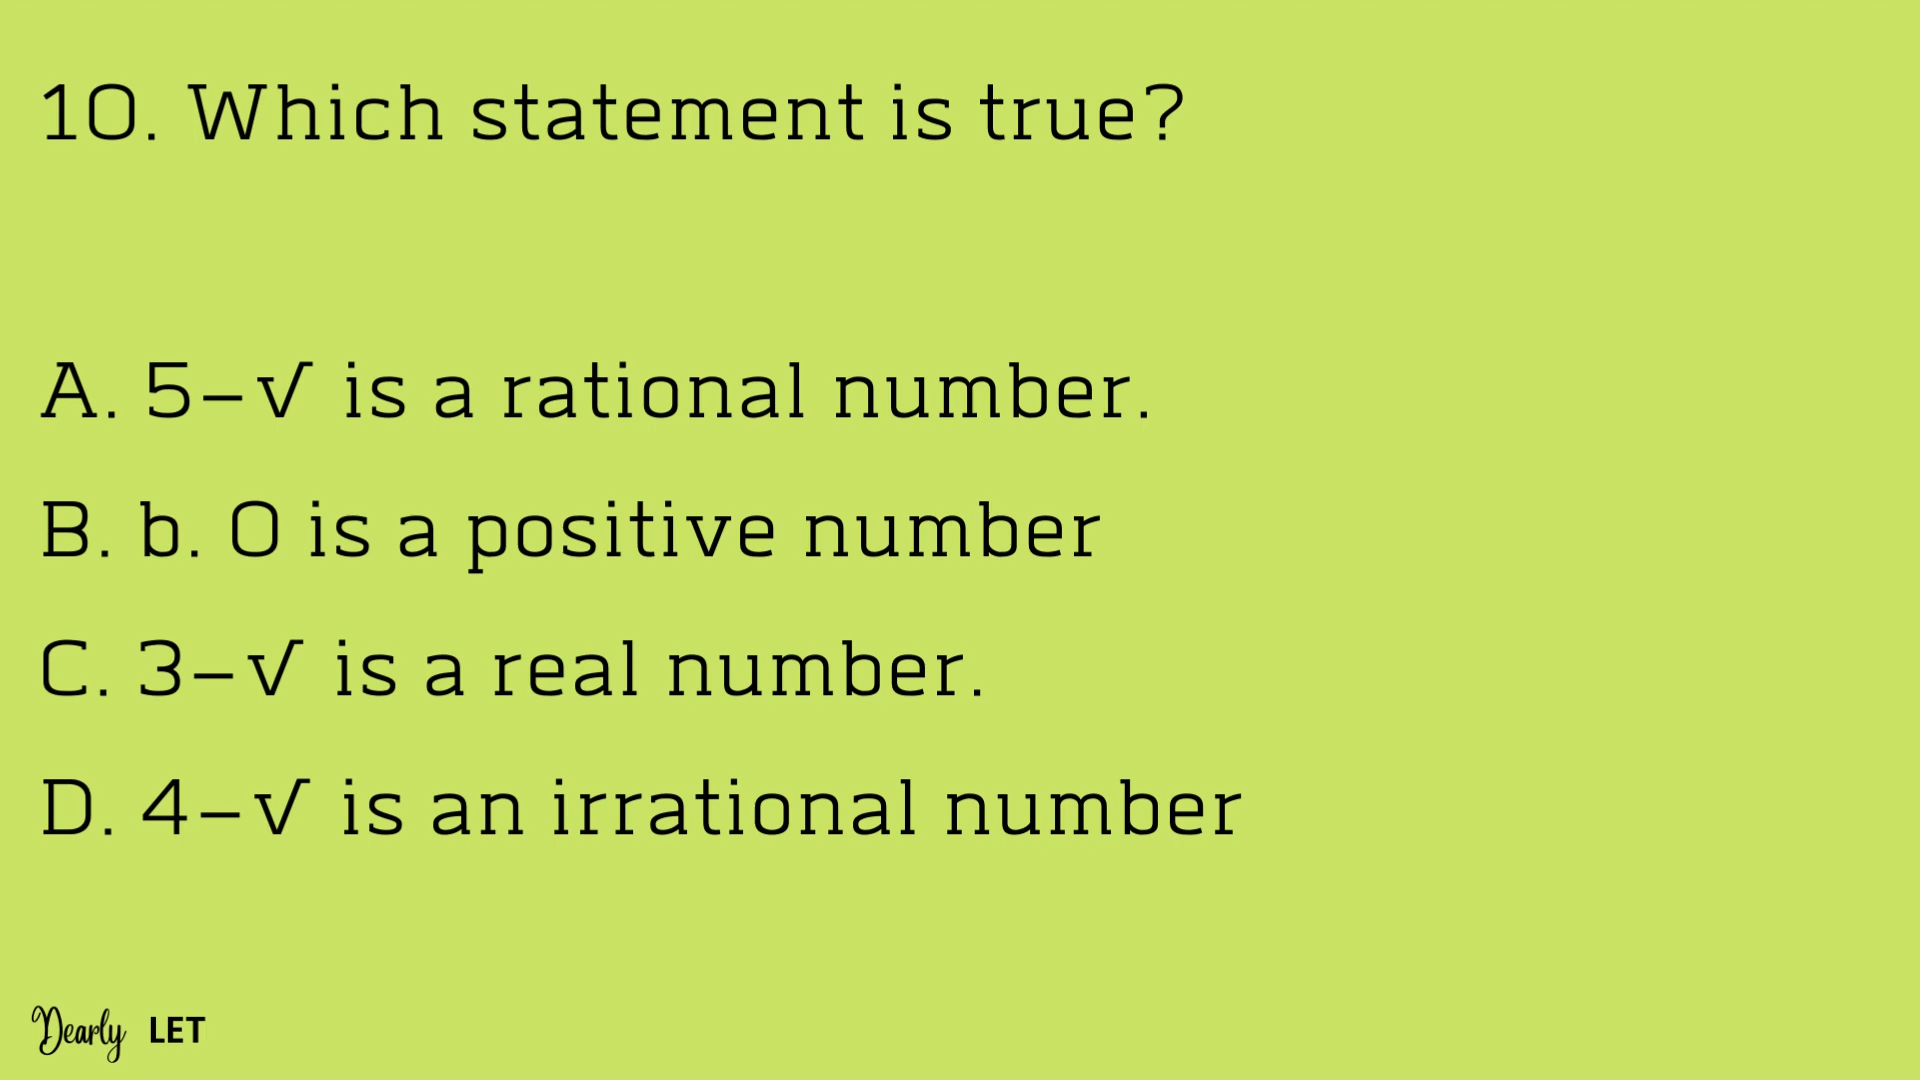 10. Which statement is true?
A. 5–√ is a rational number.
B. b. 0 is a positive number
C. 3–√ is a real number.
D. 4–√ is an irrational number
Dearly LET